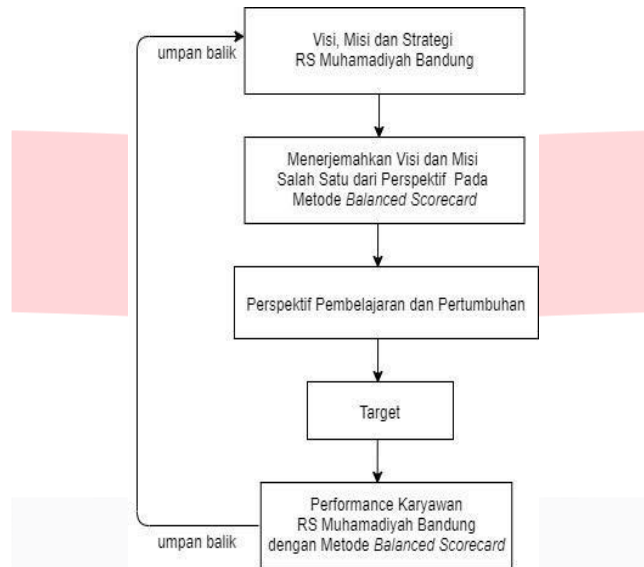 umpan balik
Visi, Misi dan Strategi
RS Muhamadiyah Bandung
Menerjemahkan Visi dan Misi
Salah Satu dari Perspektif Pada
Metode Balanced Scorecard
Perspektif Pembelajaran dan Pertumbuhan
Target
Performance Karyawan
RS Muhamadiyah Bandung
dengan Metode Balanced Scorecard
umpan balik